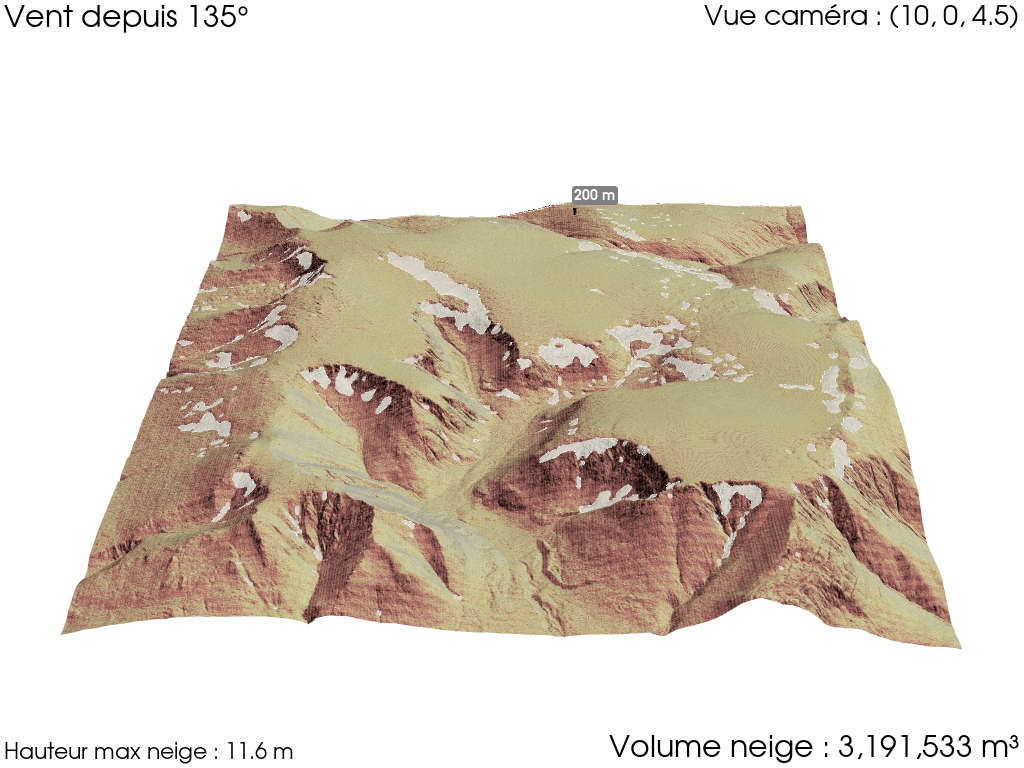 Vent depuis 135°
Vue caméra : (10, 0, 4.5)
200 m
Hauteur max neige : 11.6 m
Volume neige : 3,191,533 m³